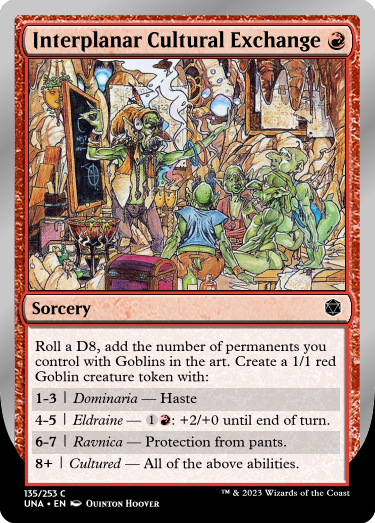 Interplanar Cultural Exchange
Sorcery
Roll a D8, add the number of permanents you
control with Goblins in the art. Create a 1/1 red
Goblin creature token with:
1-3 | Dominaria — Haste
4-5 | Eldraine — 1R: +2/+0 until end of turn.
6-7 | Ravnica — Protection from pants.
8+ | Cultured — All of the above abilities.
135/253 C
™ & 2023 Wizards of the Coast
UNA • EN Quinton Hoover